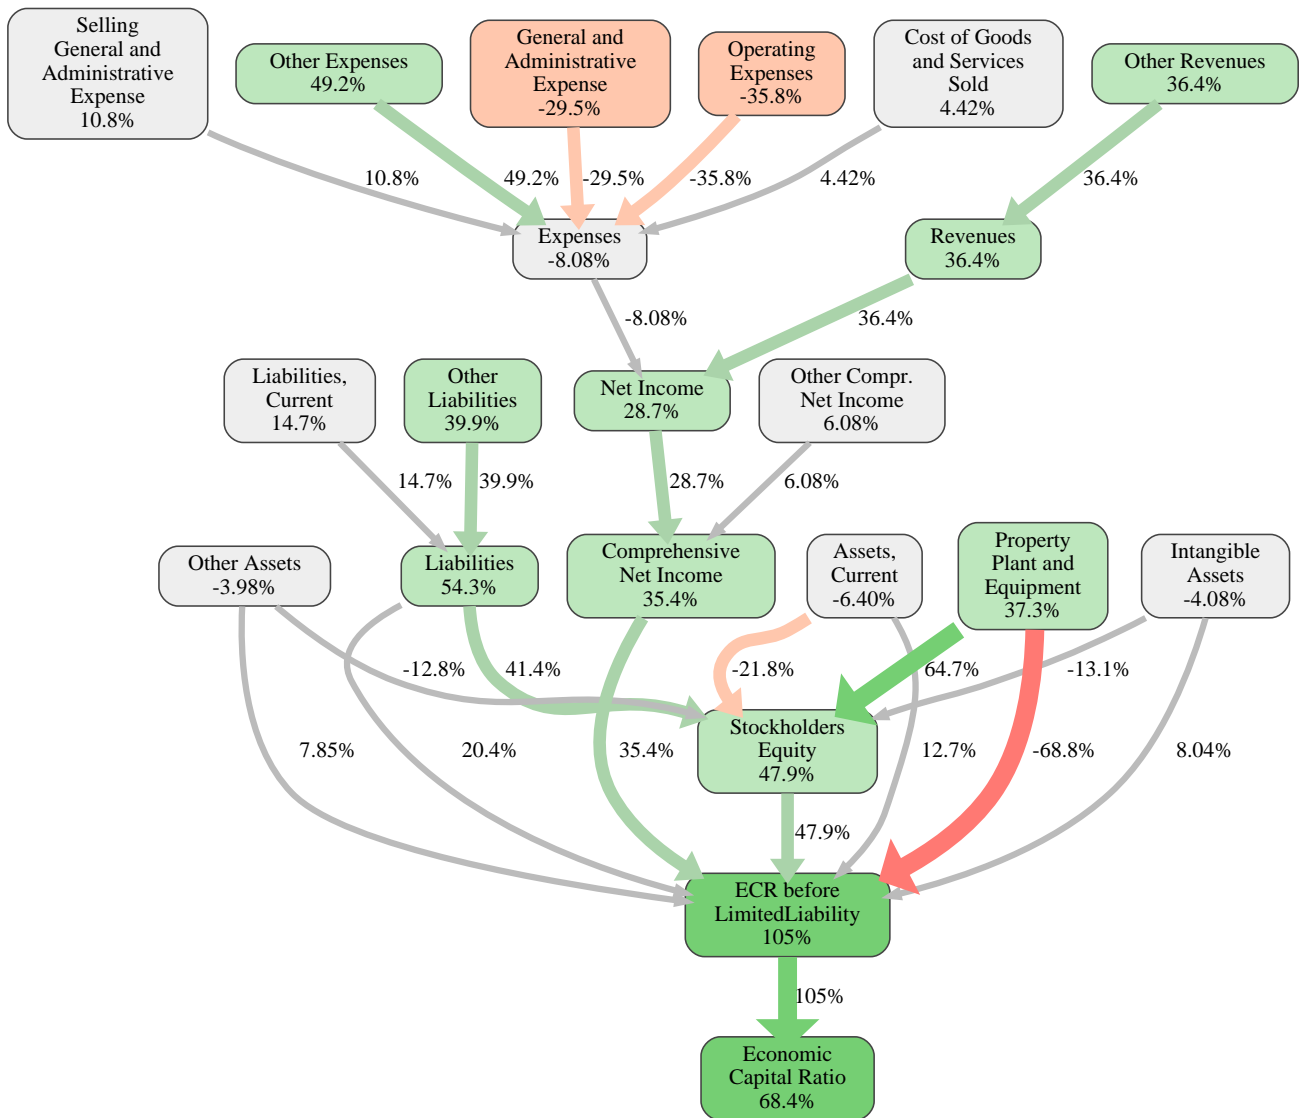 Selling
General and
Administrative
Expense
10.8%
Other Expenses
49.2%
General and
Administrative
Expense
-29.5%
Operating
Expenses
-35.8%
Cost of Goods
and Services
Sold
4.42%
Other Revenues
36.4%
10.8%
49.2%
-29.5%
-35.8%
4.42%
36.4%
Expenses
-8.08%
Revenues
36.4%
-8.08%
36.4%
Liabilities,
Current
14.7%
Other
Liabilities
39.9%
Net Income
28.7%
Other Compr.
Net Income
6.08%
14.7%
39.9%
28.7%
6.08%
Other Assets
-3.98%
Liabilities
54.3%
Comprehensive
Net Income
35.4%
Assets,
Current
-6.40%
Property
Plant and
Equipment
37.3%
Intangible
Assets
-4.08%
-12.8%
41.4%
-21.8%
64.7%
-13.1%
7.85%
20.4%
35.4%
Stockholders
Equity
47.9%
12.7%
-68.8%
8.04%
47.9%
ECR before
LimitedLiability
105%
105%
Economic
Capital Ratio
68.4%